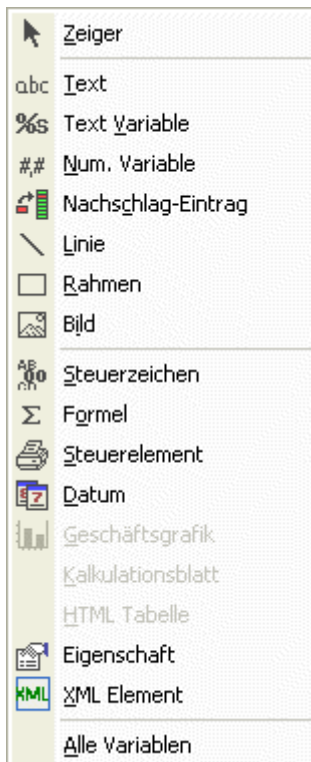 Zeiger
abc Text
%s Text Variable
#,# Num. Variable
Nachschlag-Eintrag
Linie
Rahmen
Bild
Steuerzeichen
Σ Formel
Steuerelement
7 Datum
Geschäftsgrafik
Kalkulationsblatt
HTML Tabelle
Eigenschaft
XML XML Element
Alle Variablen